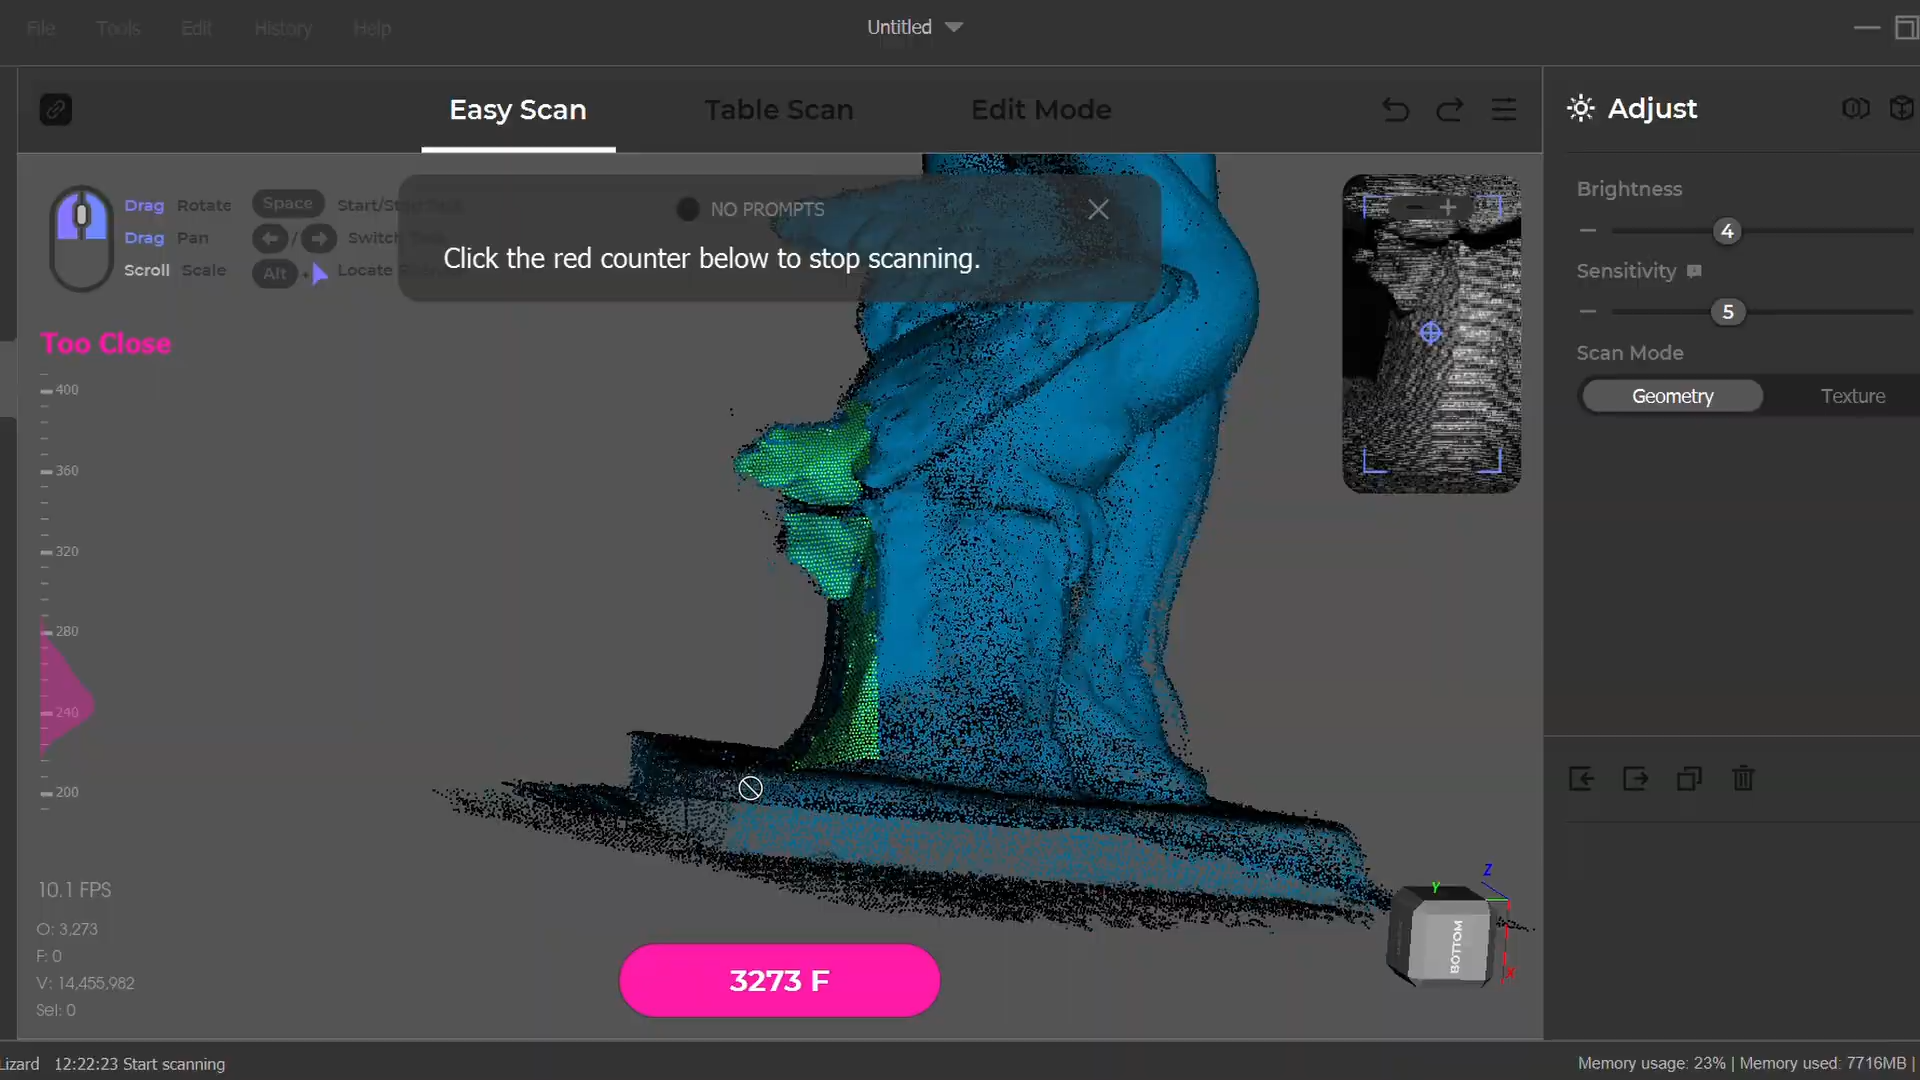 File Tools Edit History Help
Untitled
Easy Scan Table Scan Edit Mode
Adjust
Drag Rotate Space
Drag Pan / Switch
Scroll Scale Alt + Locate
NO PROMPTS
Click the red counter below to stop scanning.
Too Close
400
360
320
280
240
200
Brightness
4
Sensitivity
5
Scan Mode
Geometry Texture
10.1 FPS
O: 3,273
F: 0
V: 14,455,982
Sel: 0
3273 F
Y
Z
X
BOTTOM
Lizard 12:22:23 Start scanning
Memory usage: 23% | Memory used: 7716MB |